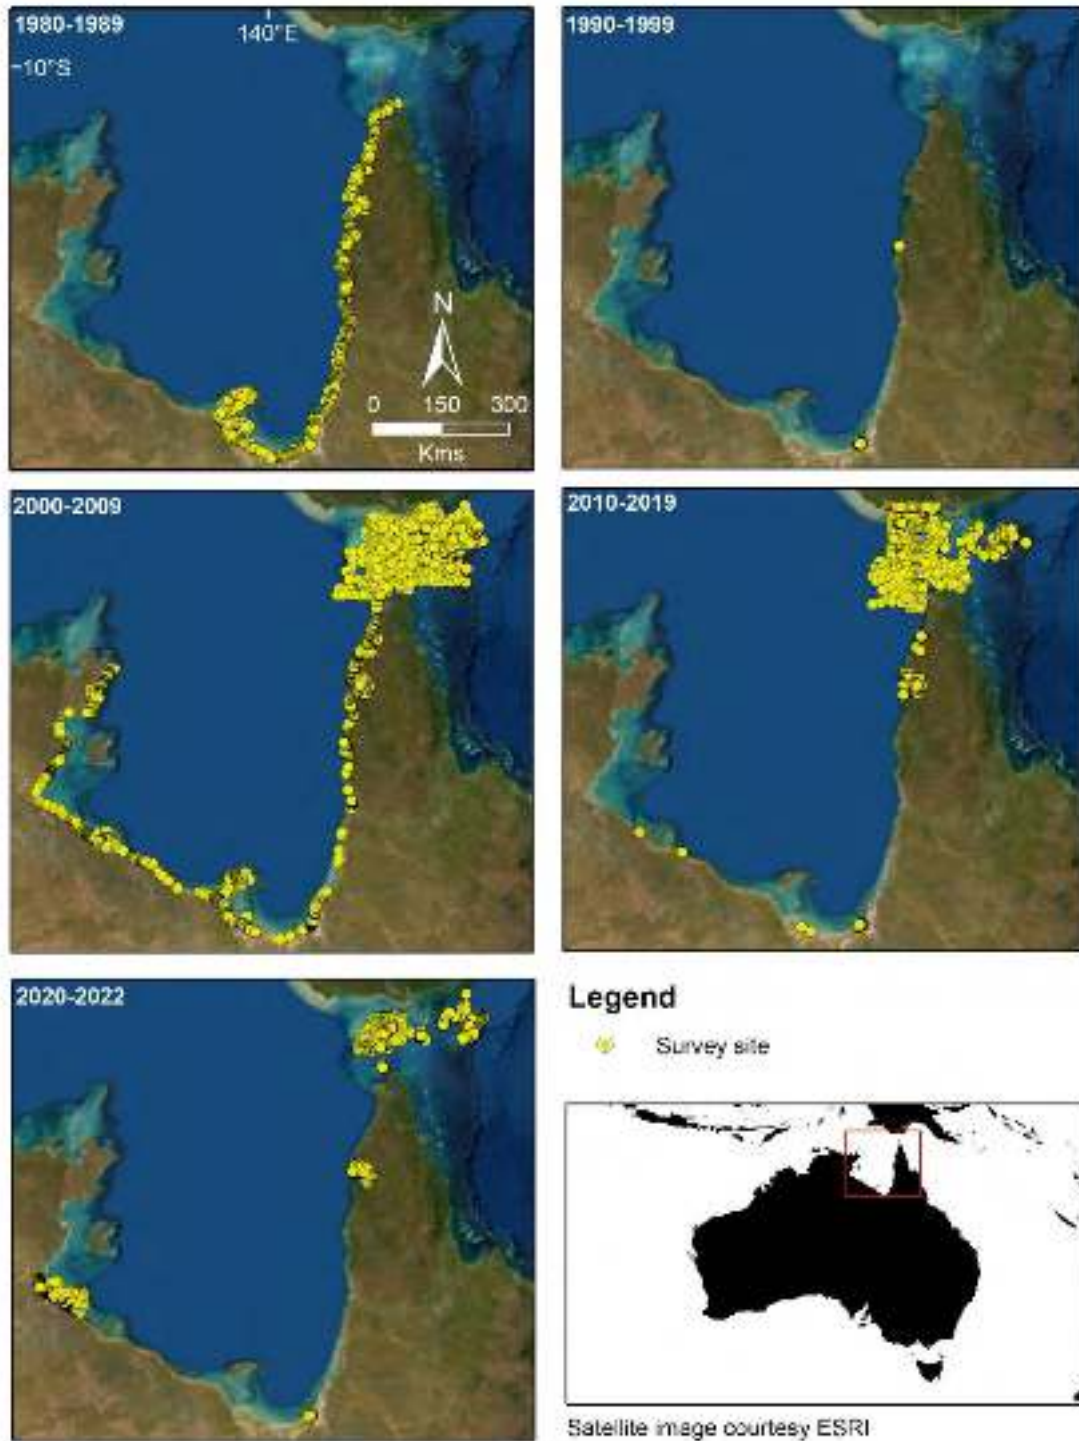 1980-1989
140°E
10°S
N
0 150 300
Kms
1990-1999
2000-2009
2010-2019
2020-2022
Legend
Survey site
Satellite image courtesy ESRI